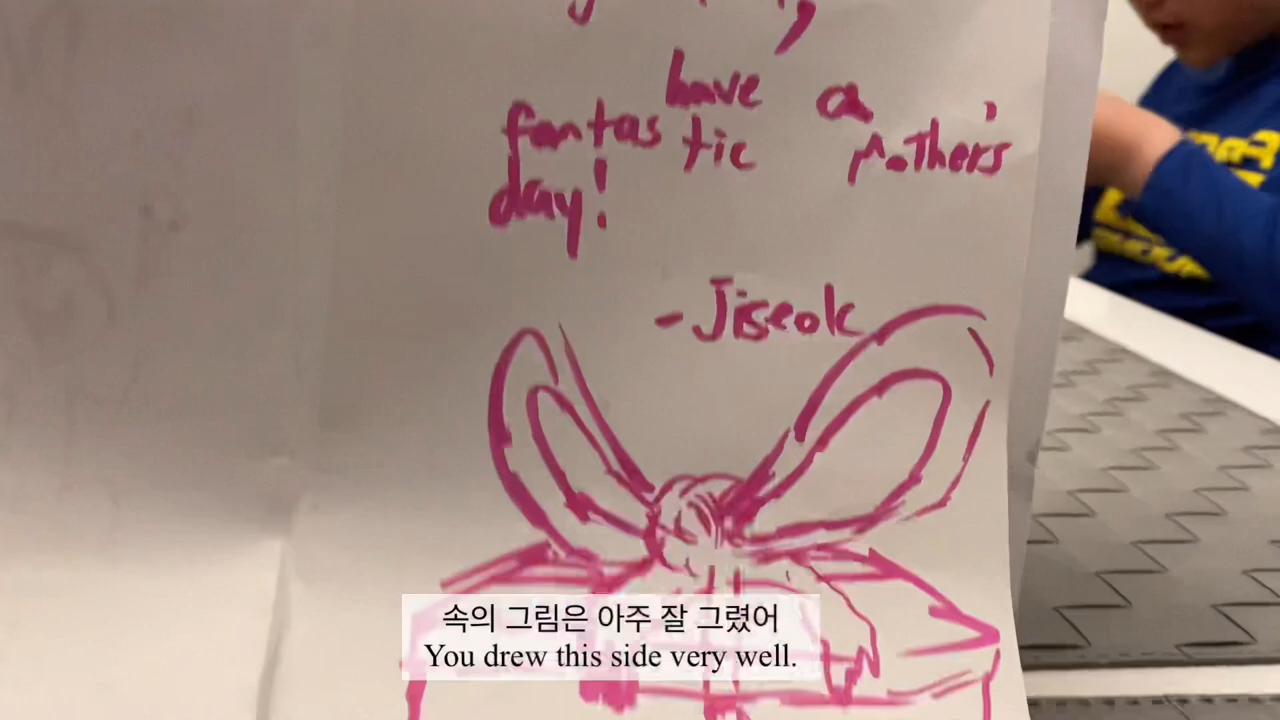 have a
fantastic Mother's
day!
-Jiseok
속의 그림은 아주 잘 그렸어
You drew this side very well.